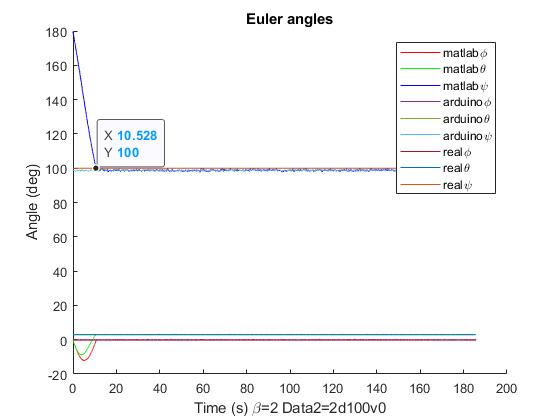 Euler angles
180
160
140
120
100
80
60
40
20
0
-20
Angle (deg)
X 10.528
Y 100
matlab ϕ
matlab θ
matlab ψ
arduino ϕ
arduino θ
arduino ψ
real ϕ
real θ
real ψ
0 20 40 60 80 100 120 140 160 180 200
Time (s) β=2 Data2=2d100v0